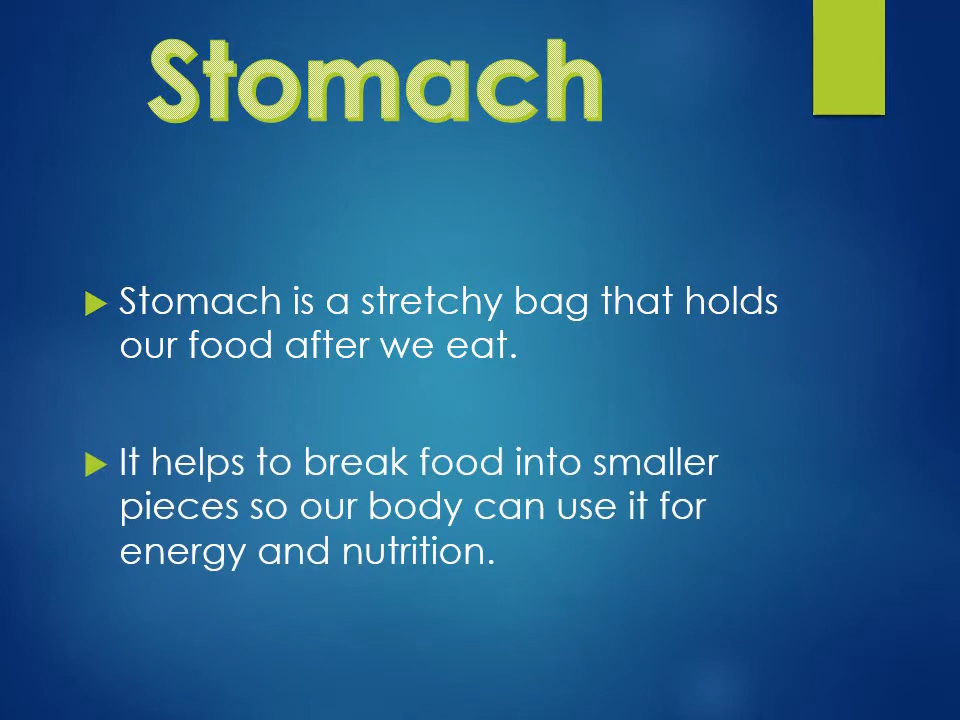 Stomach
Stomach is a stretchy bag that holds
our food after we eat.
It helps to break food into smaller
pieces so our body can use it for
energy and nutrition.